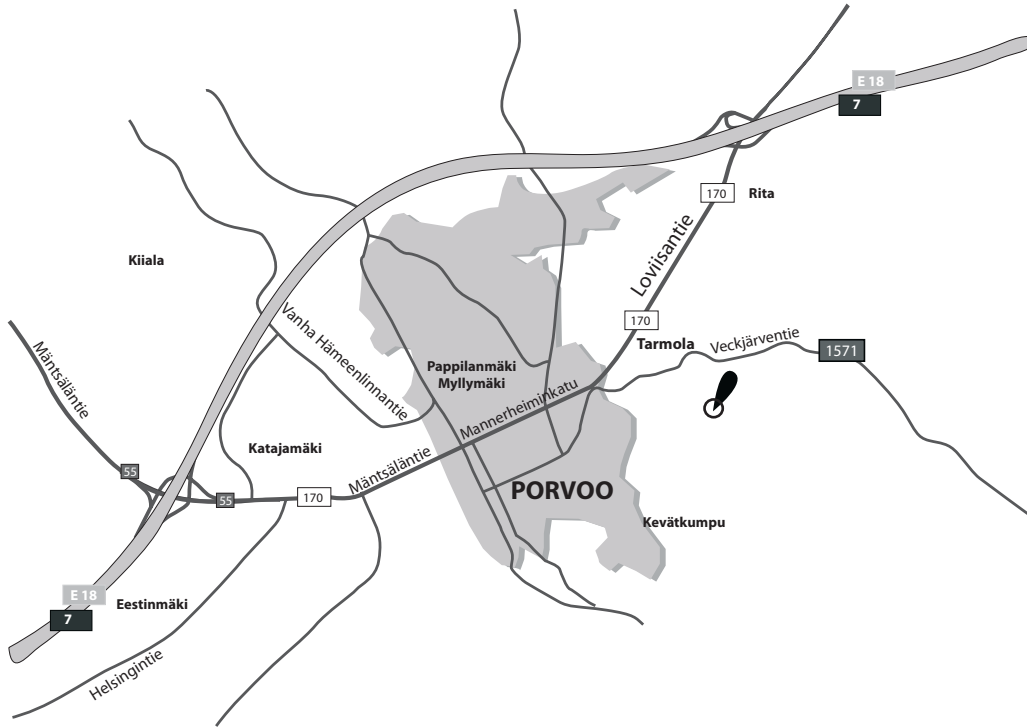 E 18
7
170
Rita
Loviisantie
Kiiala
170
Tarmola
Veckjärventie
1571
Vanha Hämeenlinnantie
Mäntsäläntie
Pappilanmäki
Myllymäki
Mannerheiminkatu
Katajamäki
Mäntsäläntie
55
55
170
PORVOO
Kevätkumpu
E 18
7
Eestinmäki
Helsingintie